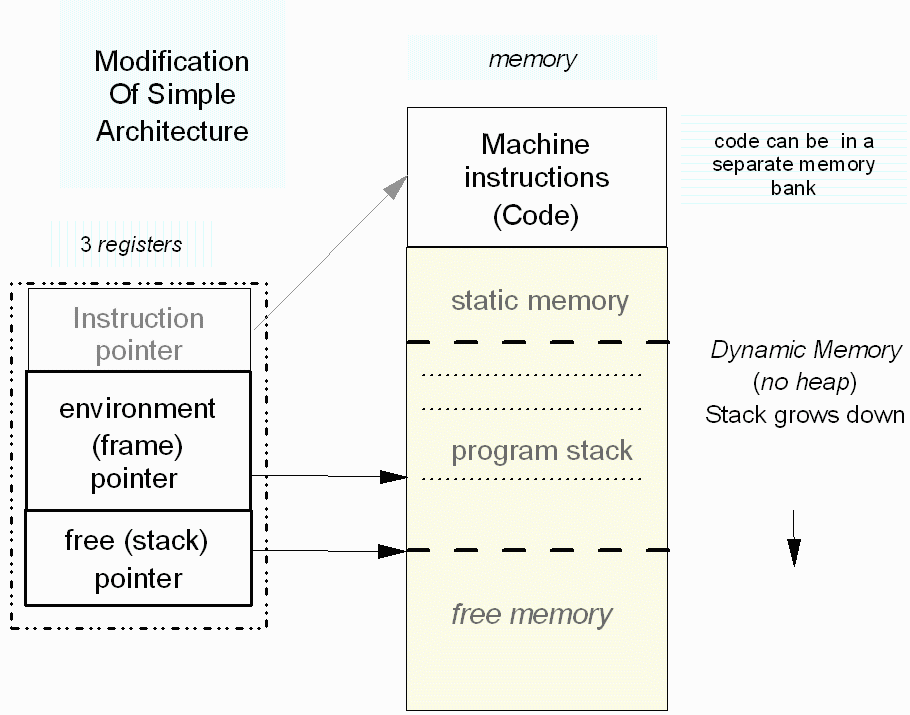 Modification
Of Simple
Architecture
memory
Machine
instructions
(Code)
code can be in a
separate memory
bank
3 registers
Instruction
pointer
environment
(frame)
pointer
free (stack)
pointer
static memory
program stack
free memory
Dynamic Memory
(no heap)
Stack grows down